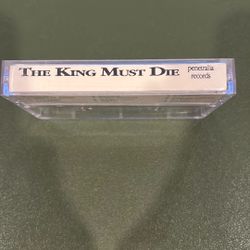 THE KING MUST DIE
penetralia
records